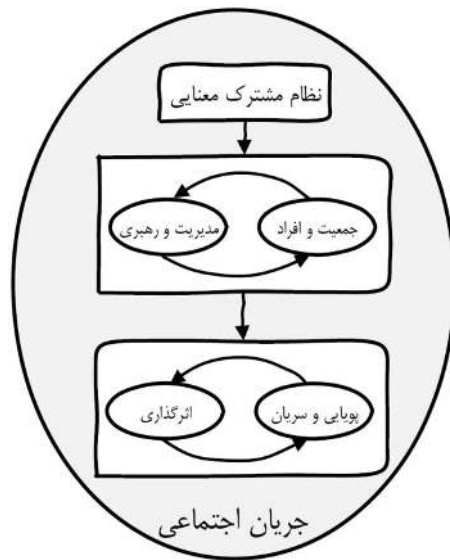 نظام مشترک معنایی
جمعیت و افراد
مدیریت و رهبری
پویایی و سریان
اثرگذاری
جریان اجتماعی